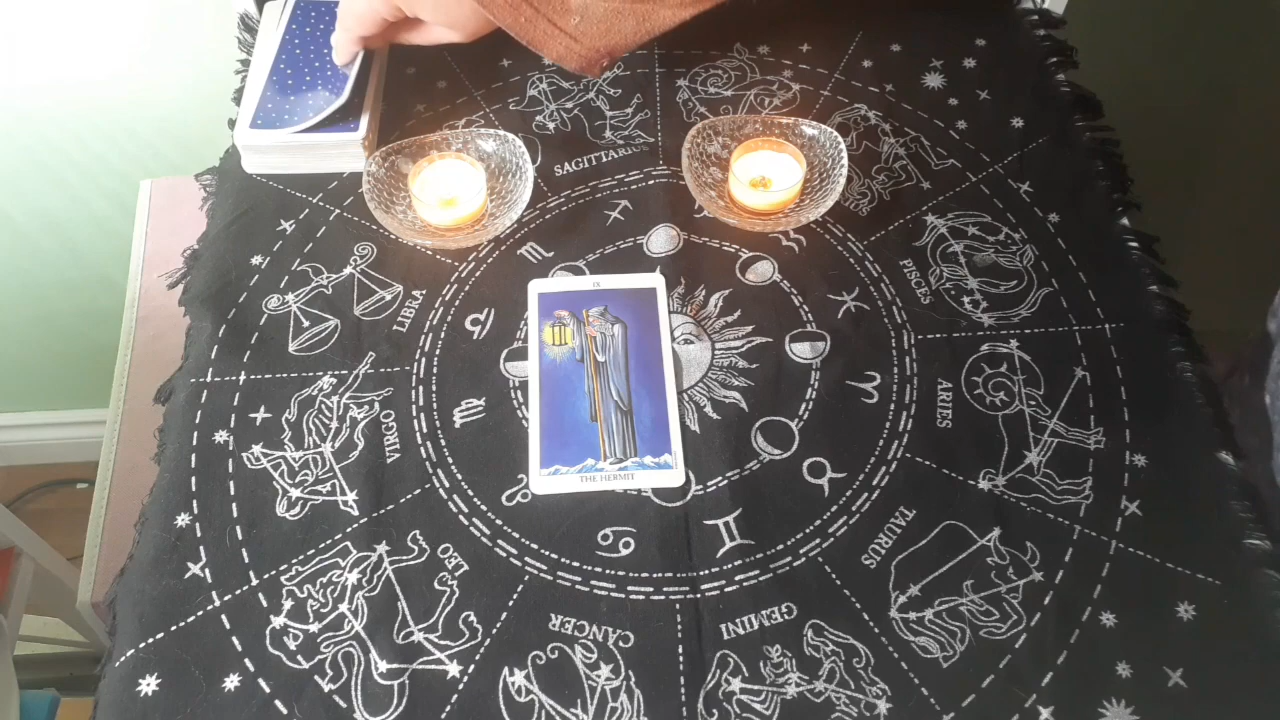 SAGITTARIUS
LIBRA
PISCES
IX
ARIES
VIRGO
THE HERMIT
TAURUS
LEO
CANCER
GEMINI